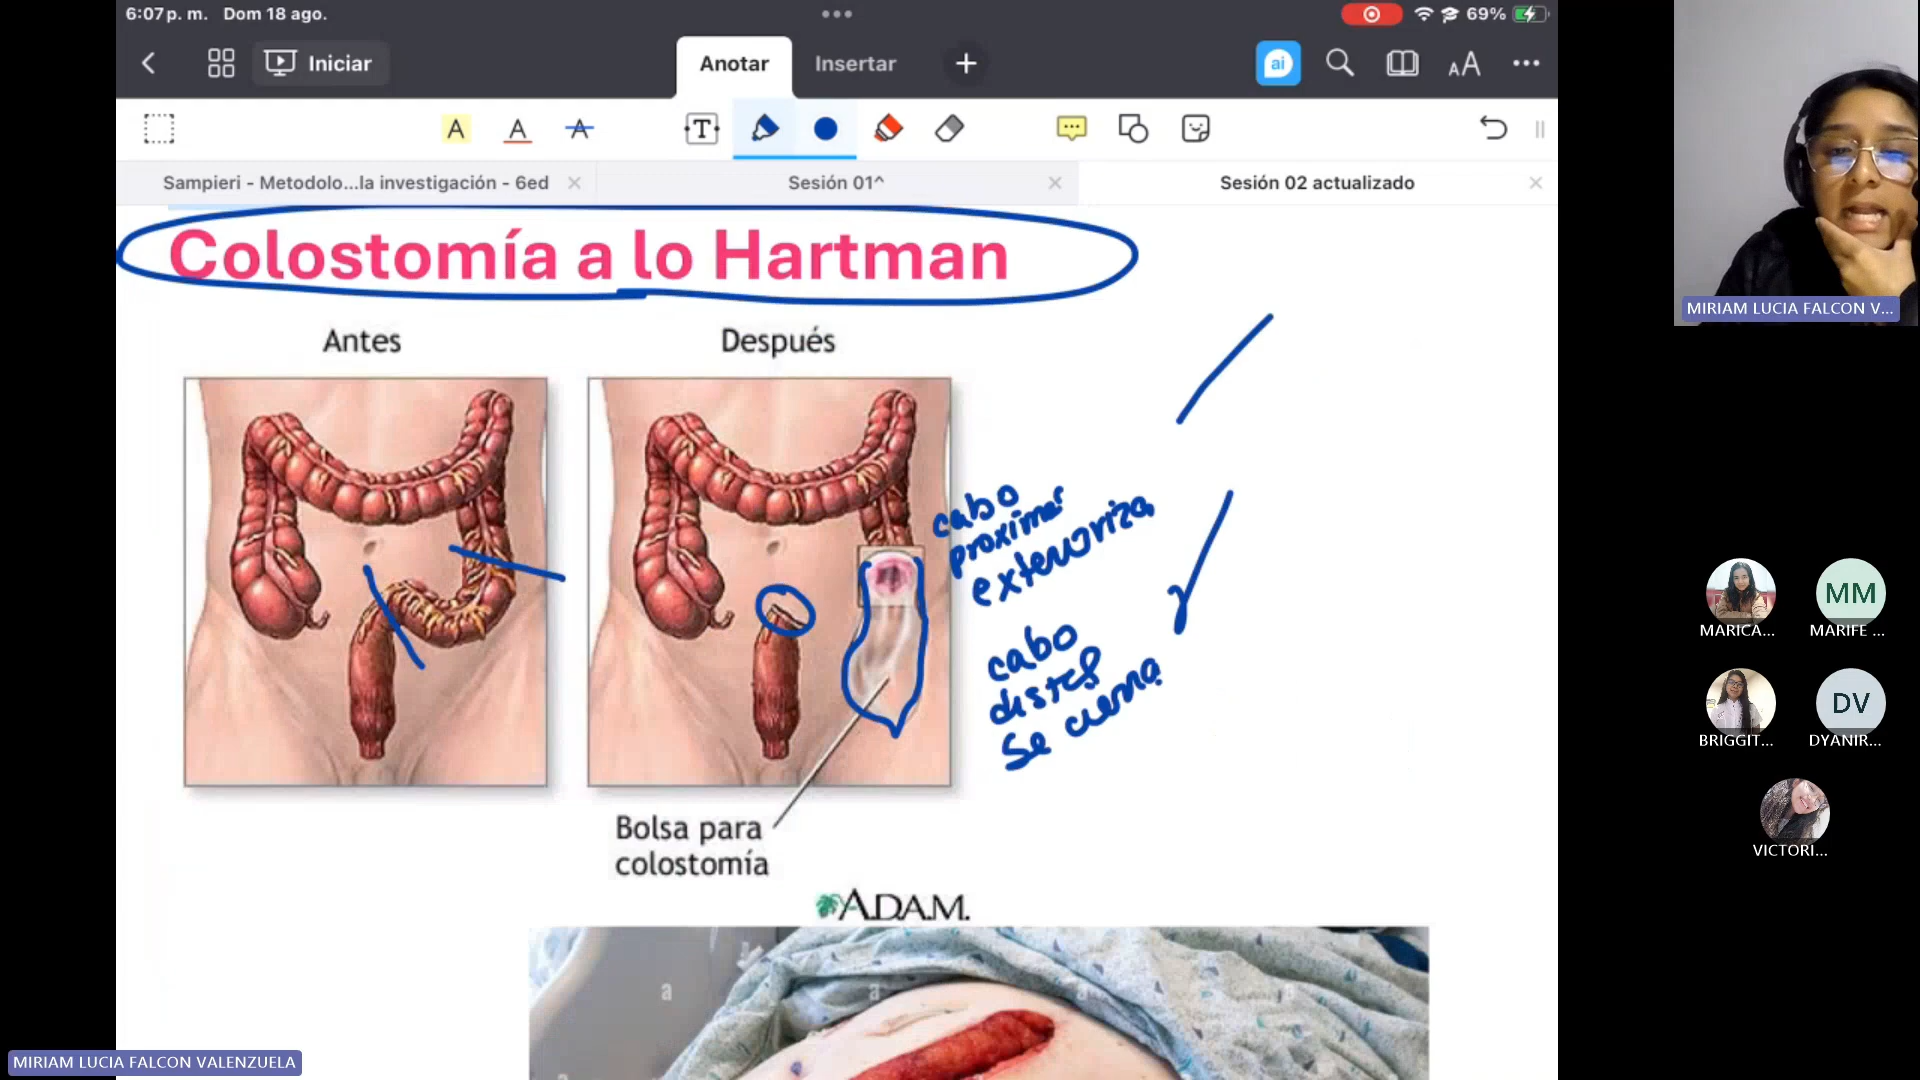 6:07 p. m. Dom 18 ago.
69%
Iniciar
Anotar
Insertar
ai
AA
A
A
A
T
Sampieri - Metodolo...la investigación - 6ed
Sesión 01^
Sesión 02 actualizado
Colostomía a lo Hartman
Antes
Después
cabo
proximal
exterioriza
cabo
distal
se cierra
Bolsa para
colostomía
A.D.A.M.
a
a
a
a
a
MIRIAM LUCIA FALCON V...
MARICA...
MM
MARIFE ...
BRIGGIT...
DV
DYANIR...
VICTORI...
MIRIAM LUCIA FALCON VALENZUELA